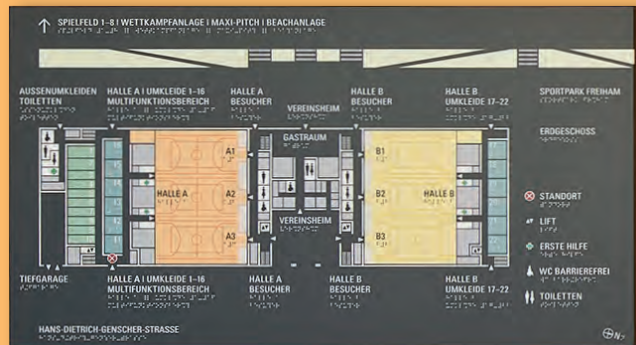 SPIELFELD 1–8 I WETTKAMPFANLAGE I MAXI-PITCH I BEACHANLAGE
AUSSENUMKLEIDEN
TOILETTEN
HALLE A I UMKLEIDE 1–16
MULTIFUNKTIONSBEREICH
HALLE A
BESUCHER
VEREINSHEIM
HALLE B
BESUCHER
HALLE B
UMKLEIDE 17–22
SPORTPARK FREIHAM
ERDGESCHOSS
GASTRAUM
A1
B1
HALLE A
A2
B2
HALLE B
VEREINSHEIM
A3
B3
STANDORT
LIFT
ERSTE HILFE
WC BARRIEREFREI
TOILETTEN
TIEFGARAGE
HALLE A I UMKLEIDE 1–16
MULTIFUNKTIONSBEREICH
HALLE A
BESUCHER
HALLE B
BESUCHER
HALLE B
UMKLEIDE 17–22
HANS-DIETRICH-GENSCHER-STRASSE
N